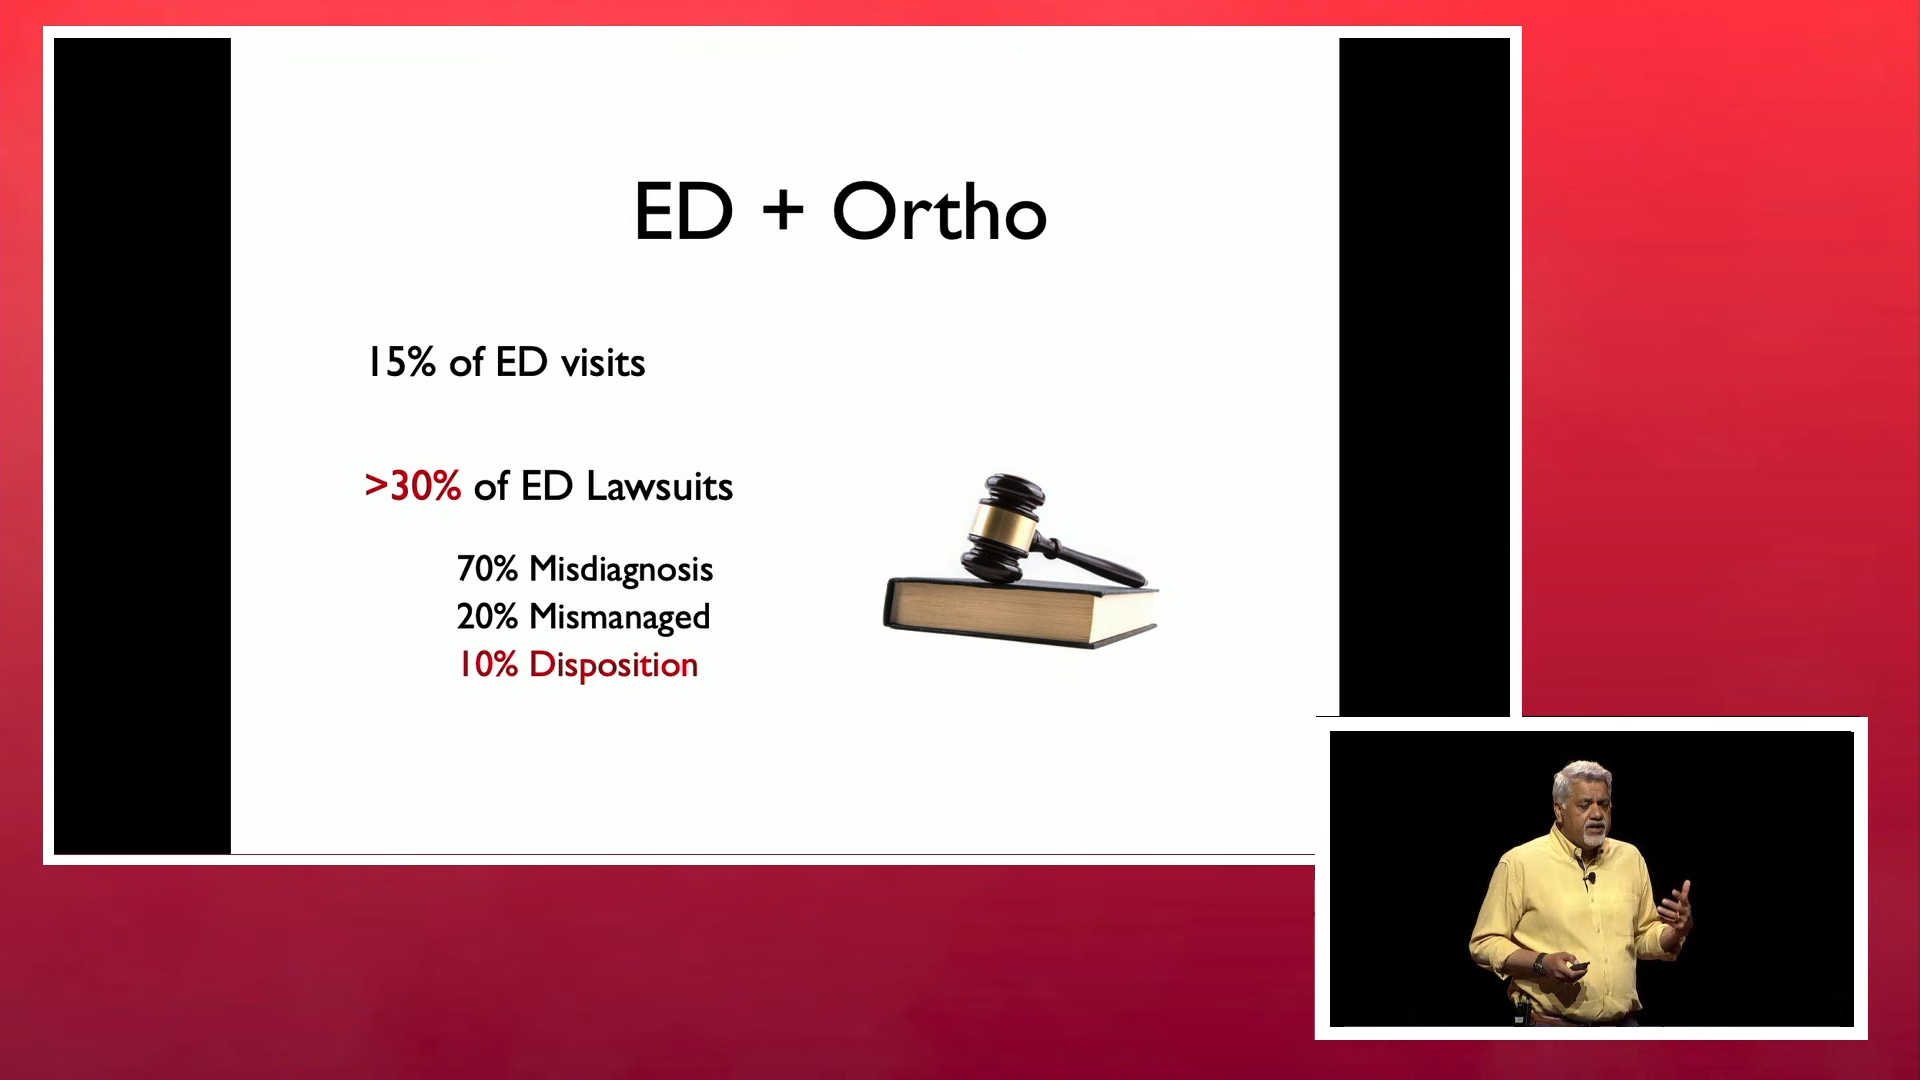 ED + Ortho
15% of ED visits
>30% of ED Lawsuits
70% Misdiagnosis
20% Mismanaged
10% Disposition